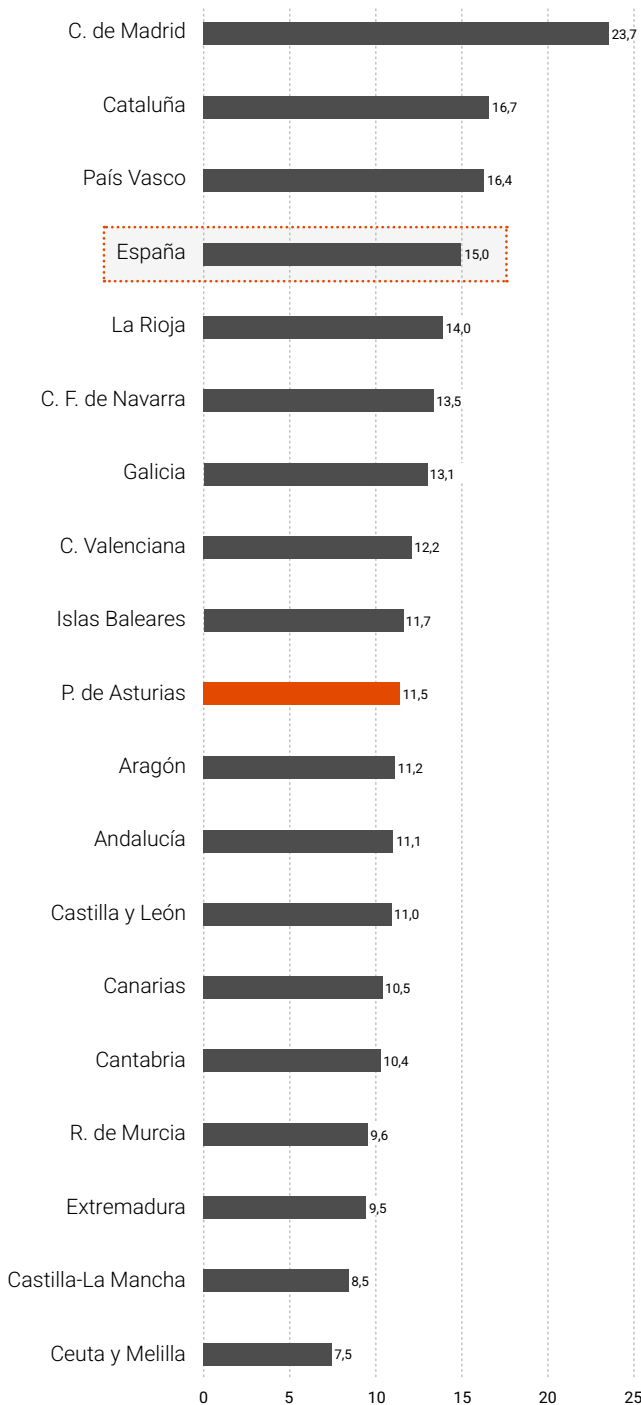 C. de Madrid 23,7
Cataluña 16,7
País Vasco 16,4
España 15,0
La Rioja 14,0
C. F. de Navarra 13,5
Galicia 13,1
C. Valenciana 12,2
Islas Baleares 11,7
P. de Asturias 11,5
Aragón 11,2
Andalucía 11,1
Castilla y León 11,0
Canarias 10,5
Cantabria 10,4
R. de Murcia 9,6
Extremadura 9,5
Castilla-La Mancha 8,5
Ceuta y Melilla 7,5
0 5 10 15 20 25